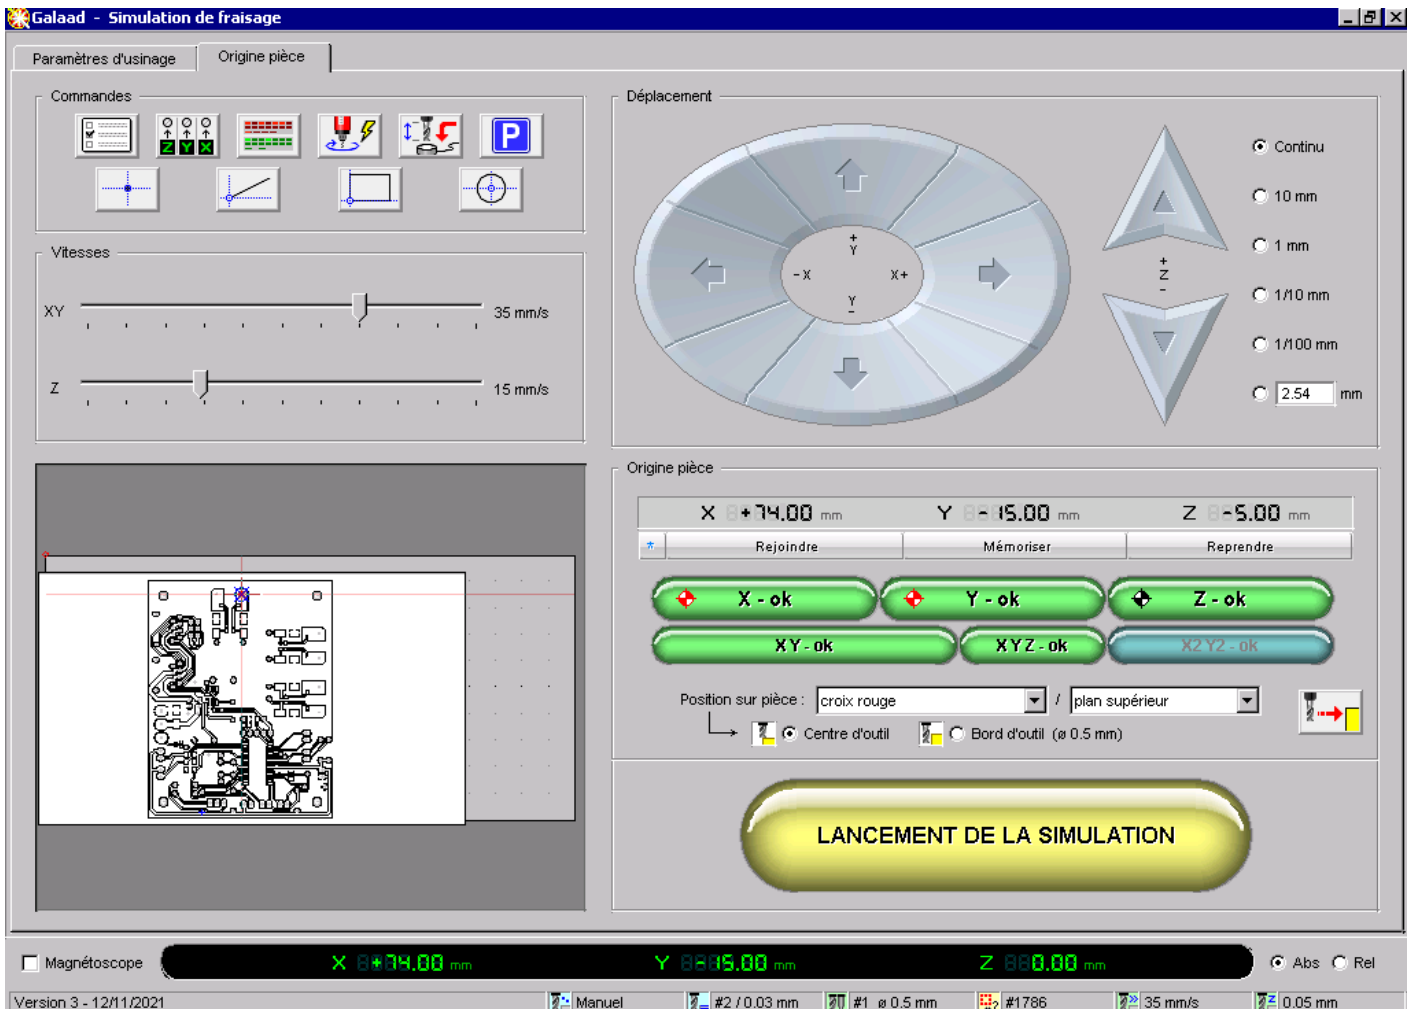 Galaad - Simulation de fraisage
Paramètres d'usinage
Origine pièce
Commandes
Z Y X
P
Vitesses
XY
35 mm/s
Z
15 mm/s
Déplacement
+
Y
- X
X +
Y
-
+
Z
-
Continu
10 mm
1 mm
1/10 mm
1/100 mm
2.54 mm
Origine pièce
X +74.00 mm Y -15.00 mm Z -5.00 mm
* Rejoindre Mémoriser Reprendre
X - ok Y - ok Z - ok
X Y - ok X Y Z - ok X2 Y2 - ok
Position sur pièce : croix rouge / plan supérieur
Centre d'outil Bord d'outil (ø 0.5 mm)
LANCEMENT DE LA SIMULATION
Magnétoscope X +74.00 mm Y -15.00 mm Z 0.00 mm Abs Rel
Version 3 - 12/11/2021 Manuel #2 / 0.03 mm #1 ø 0.5 mm #1786 35 mm/s 0.05 mm